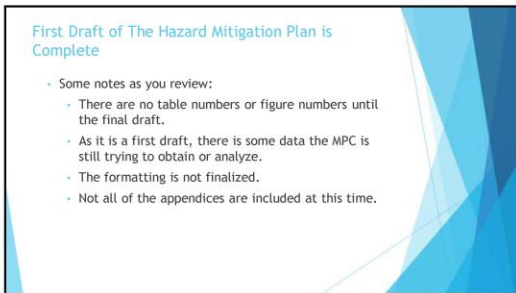 First Draft of The Hazard Mitigation Plan is
Complete
• Some notes as you review:
• There are no table numbers or figure numbers until
the final draft.
• As it is a first draft, there is some data the MPC is
still trying to obtain or analyze.
• The formatting is not finalized.
• Not all of the appendices are included at this time.